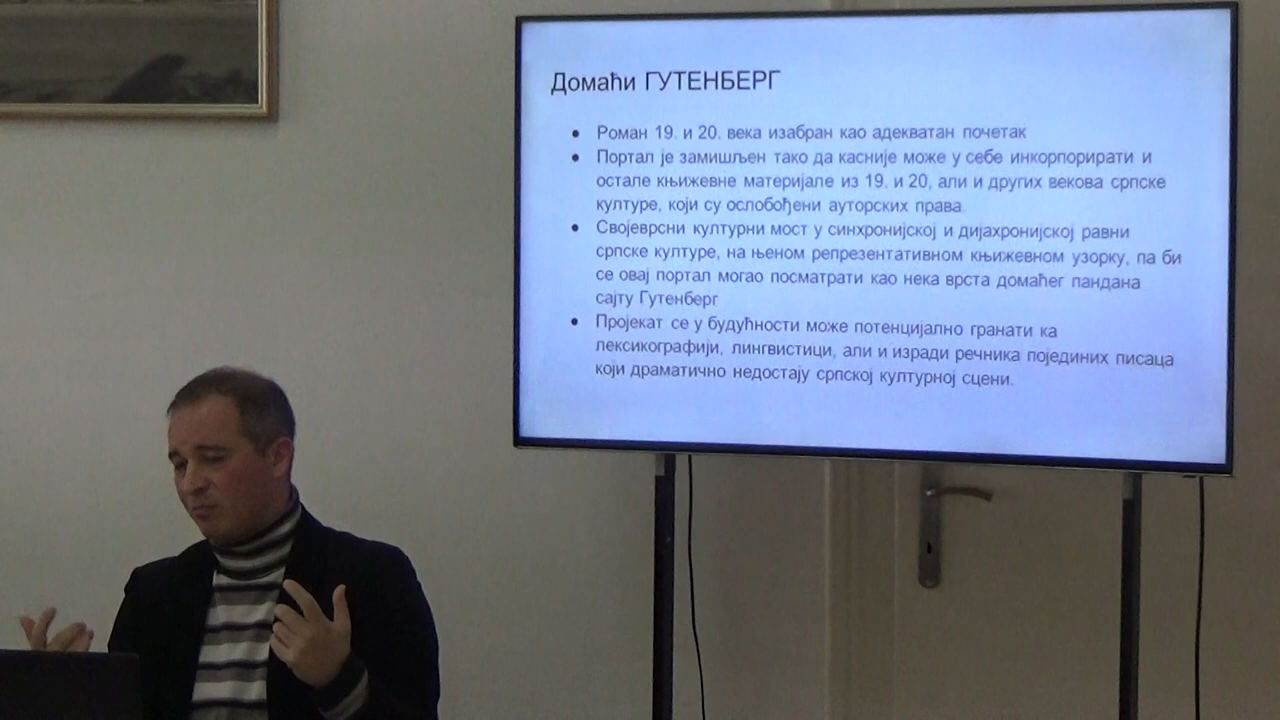 Домаћи ГУТЕНБЕРГ
● Роман 19. и 20. века изабран као адекватан почетак
● Портал је замишљен тако да касније може у себе инкорпорирати и
остале књижевне материјале из 19. и 20, али и других векова српске
културе, који су ослобођени ауторских права.
● Својеврсни културни мост у синхронијској и дијахронијској равни
српске културе, на њеном репрезентативном књижевном узорку, па би
се овај портал могао посматрати као нека врста домаћег пандана
сајту Гутенберг
● Пројекат се у будућности може потенцијално гранати ка
лексикографији, лингвистици, али и изради речника појединих писаца
који драматично недостају српској културној сцени.